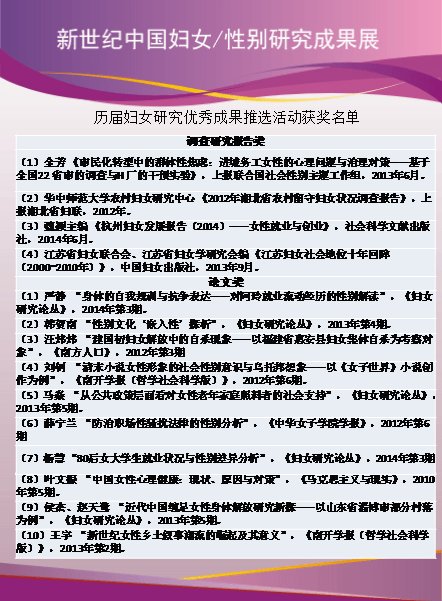 新世纪中国妇女/性别研究成果展
历届妇女研究优秀成果推选活动获奖名单
调查研究报告类
（1）全芳《市民化转型中的群体性焦虑：进城务工女性的心理问题与治理对策——基于
全国22省市的调查与H厂的干预实验》，上报联合国社会性别主题工作组，2013年6月。
（2）华中师范大学农村妇女研究中心《2012年湖北省农村留守妇女状况调查报告》，上
报湖北省妇联，2012年。
（3）魏颖主编《杭州妇女发展报告（2014）——女性就业与创业》，社会科学文献出版
社，2014年5月。
（4）江苏省妇女联合会、江苏省妇女学研究会编《江苏妇女社会地位十年回眸
（2000-2010年）》，中国妇女出版社，2013年9月。
论文类
（1）严静 “身体的自我规训与抗争表达——对阿玲就业流动经历的性别解读”，《妇女
研究论丛》，2014年第3期。
（2）韩贺南 “性别文化‘嵌入性’探析”，《妇女研究论丛》，2013年第4期。
（3）汪炜炜 “建国初妇女解放中的自杀现象——以福建省惠安县妇女集体自杀为考察对
象”，《南方人口》，2012年第3期
（4）刘钊 “清末小说女性形象的社会性别意识与乌托邦想象——以《女子世界》小说创
作为例”，《南开学报（哲学社会科学版）》，2012年第6期。
（5）马焱 “从公共政策层面看对女性老年家庭照料者的社会支持”，《妇女研究论丛》，
2013年第5期。
（6）薛宁兰 “防治职场性骚扰法律的性别分析”，《中华女子学院学报》，2012年第6
期
（7）杨慧“80后女大学生就业状况与性别差异分析”，《妇女研究论丛》，2014年第3期
（8）叶文振 “中国女性心理健康：现状、原因与对策”，《马克思主义与现实》，2010
年第5期。
（9）侯杰、赵天鹭 “近代中国缠足女性身体解放研究新探——以山东省淄博市部分村落
为例”，《妇女研究论丛》，2013年第5期。
（10）王宇 “新世纪女性乡土叙事潮流的崛起及其意义”，《南开学报（哲学社会科学
版）》，2013年第2期。